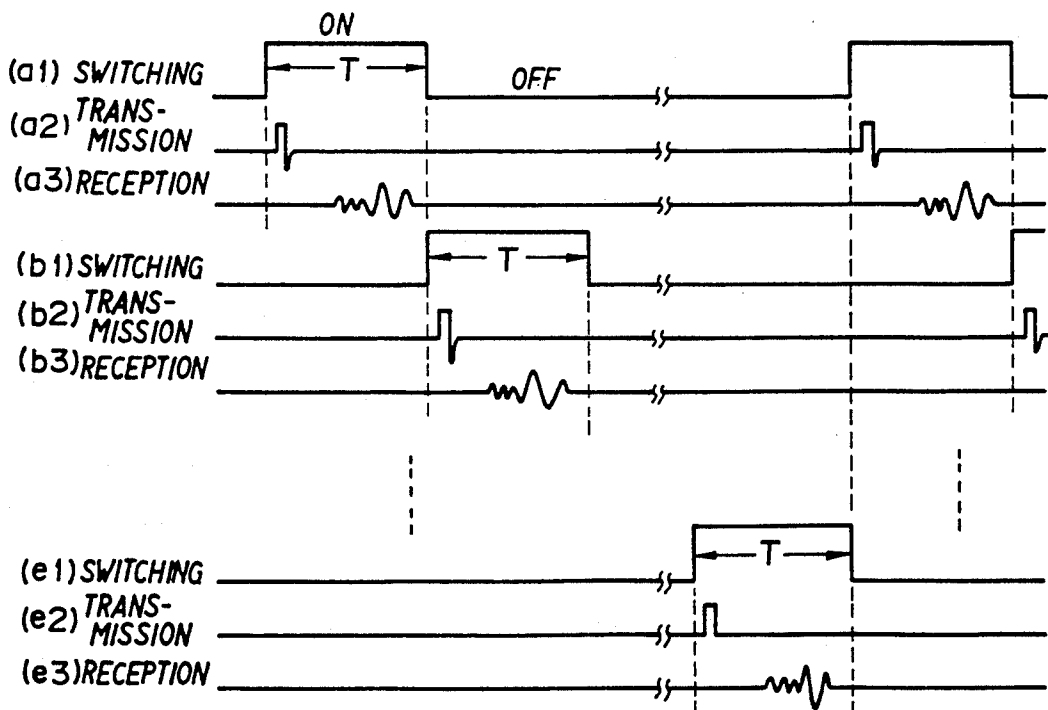 ON
(a1) SWITCHING
T
OFF
(a2) TRANS-
MISSION
(a3) RECEPTION
(b1) SWITCHING
T
(b2) TRANS-
MISSION
(b3) RECEPTION
(e1) SWITCHING
T
(e2) TRANS-
MISSION
(e3) RECEPTION